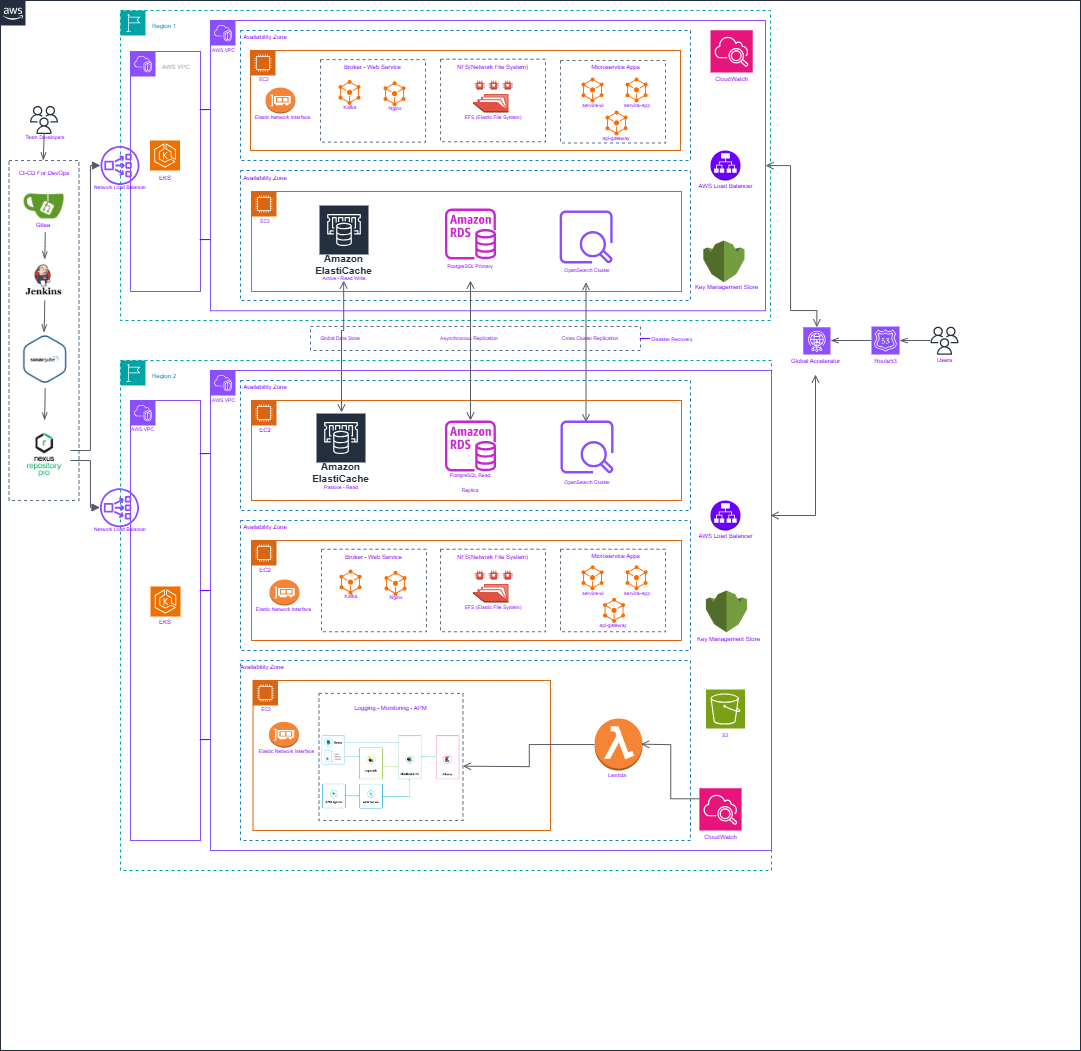 aws
Region 1
AWS VPC
AWS VPC
Availability Zone
EC2
Elastic Network Interface
Broker - Web Service
Kafka
Nginx
NFS(Network File System)
EFS (Elastic File System)
Microservice Apps
service-ui
service-app
api-gateway
CloudWatch
Team Developers
CI-CD For DevOps
Gitea
Jenkins
sonarqube
nexus
repository
pro
Network Load Balancer
EKS
Availability Zone
EC2
Amazon
ElastiCache
Active - Read Write
Amazon
RDS
PostgreSQL Primary
OpenSearch Cluster
AWS Load Balancer
Key Management Store
Global Data Store
Asynchronous Replication
Cross Cluster Replication
Disaster Recovery
Global Accelerator
53
Route53
Users
Region 2
AWS VPC
AWS VPC
Availability Zone
EC2
Amazon
ElastiCache
Passive - Read
Amazon
RDS
PostgreSQL Read
Replica
OpenSearch Cluster
Network Load Balancer
EKS
AWS Load Balancer
Availability Zone
EC2
Elastic Network Interface
Broker - Web Service
Kafka
Nginx
NFS(Network File System)
EFS (Elastic File System)
Microservice Apps
service-ui
service-app
api-gateway
Key Management Store
Availability Zone
EC2
Elastic Network Interface
Logging - Monitoring - APM
Lambda
S3
CloudWatch